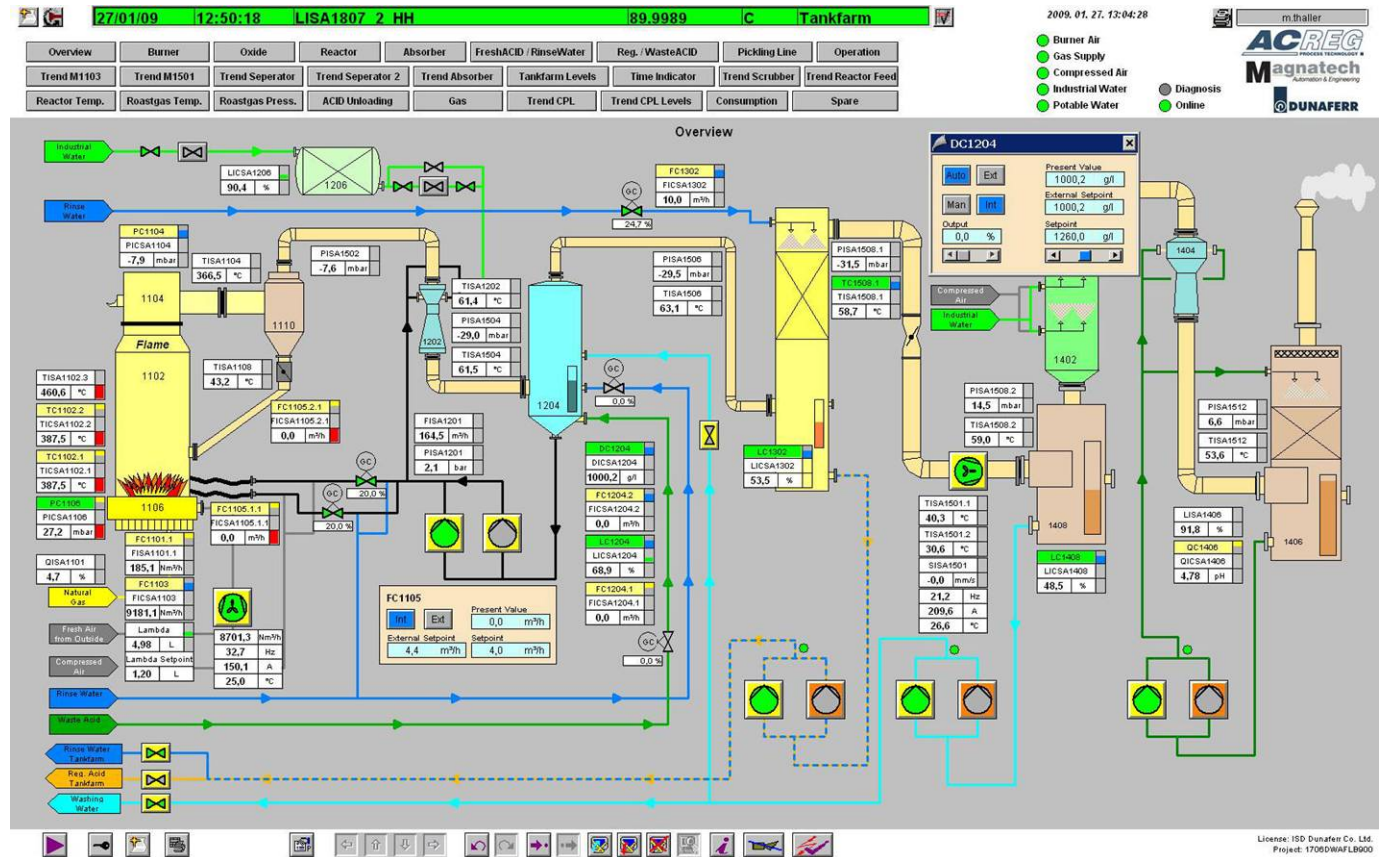 27/01/09 12:50:18 LISA1807 2 HH 89.9989 C Tankfarm
2009. 01. 27. 13:04:28
m.thaller
Overview Burner Oxide Reactor Absorber FreshACID / RinseWater Reg. / WasteACID Pickling Line Operation
Trend M1103 Trend M1501 Trend Seperator Trend Seperator 2 Trend Absorber Tankfarm Levels Time Indicator Trend Scrubber Trend Reactor Feed
Reactor Temp. Roastgas Temp. Roastgas Press. ACID Unloading Gas Trend CPL Trend CPL Levels Consumption Spare
Burner Air
Gas Supply
Compressed Air
Industrial Water
Potable Water
Diagnosis
Online
ACREG
PROCESS TECHNOLOGY
Magnatech
Automation & Engineering
DUNAFERR
Overview
Industrial
Water
1206
LICSA1206
90,4 %
Rinse
Water
GC
24,7 %
FC1302
FICSA1302
10,0 m³/h
DC1204
Auto Ext
Man Int
Output
0,0 %
Present Value
1000,2 g/l
External Setpoint
1000,2 g/l
Setpoint
1260,0 g/l
PC1104
PICSA1104
-7,9 mbar
TISA1104
366,5 °C
PISA1502
-7,6 mbar
1104
1110
Flame
1102
1202
TISA1202
61,4 °C
PISA1504
-29,0 mbar
TISA1504
61,5 °C
1204
PISA1506
-29,5 mbar
TISA1506
63,1 °C
PISA1508.1
-31,5 mbar
TC1508.1
TISA1508.1
58,7 °C
Compressed
Air
Industrial
Water
1402
1404
TISA1108
43,2 °C
TISA1102.3
460,6 °C
TC1102.2
TICSA1102.2
387,5 °C
TC1102.1
TICSA1102.1
387,5 °C
PC1106
PICSA1106
27,2 mbar
QISA1101
4,7 %
FC1105.2.1
FICSA1105.2.1
0,0 m³/h
GC
20,0 %
GC
20,0 %
1106
FC1105.1.1
FICSA1105.1.1
0,0 m³/h
FISA1201
164,5 m³/h
PISA1201
2,1 bar
GC
0,0 %
DC1204
DICSA1204
1000,2 g/l
FC1204.2
FICSA1204.2
0,0 m³/h
LC1204
LICSA1204
68,9 %
FC1204.1
FICSA1204.1
0,0 m³/h
GC
0,0 %
LC1302
LICSA1302
53,5 %
PISA1508.2
14,5 mbar
TISA1508.2
59,0 °C
TISA1501.1
40,3 °C
TISA1501.2
30,6 °C
SISA1501
-0,0 mm/s
21,2 Hz
209,6 A
26,6 °C
1408
LC1408
LICSA1408
48,5 %
PISA1512
6,6 mbar
TISA1512
53,6 °C
LISA1406
91,8 %
QC1406
QICSA1406
4,78 pH
1406
FC1101.1
FISA1101.1
185,1 Nm³/h
FC1103
FICSA1103
9181,1 Nm³/h
Lambda
4,98 L
Lambda Setpoint
1,20 L
8701,3 Nm³/h
32,7 Hz
150,1 A
25,0 °C
Natural
Gas
Fresh Air
from Outside
Compressed
Air
Rinse Water
Waste Acid
Rinse Water
Tankfarm
Reg. Acid
Tankfarm
Washing
Water
FC1105
Int Ext
Present Value
0,0 m³/h
External Setpoint
4,4 m³/h
Setpoint
4,0 m³/h
License: ISD Dunaferr Co. Ltd.
Project: 1706DWAFLB900